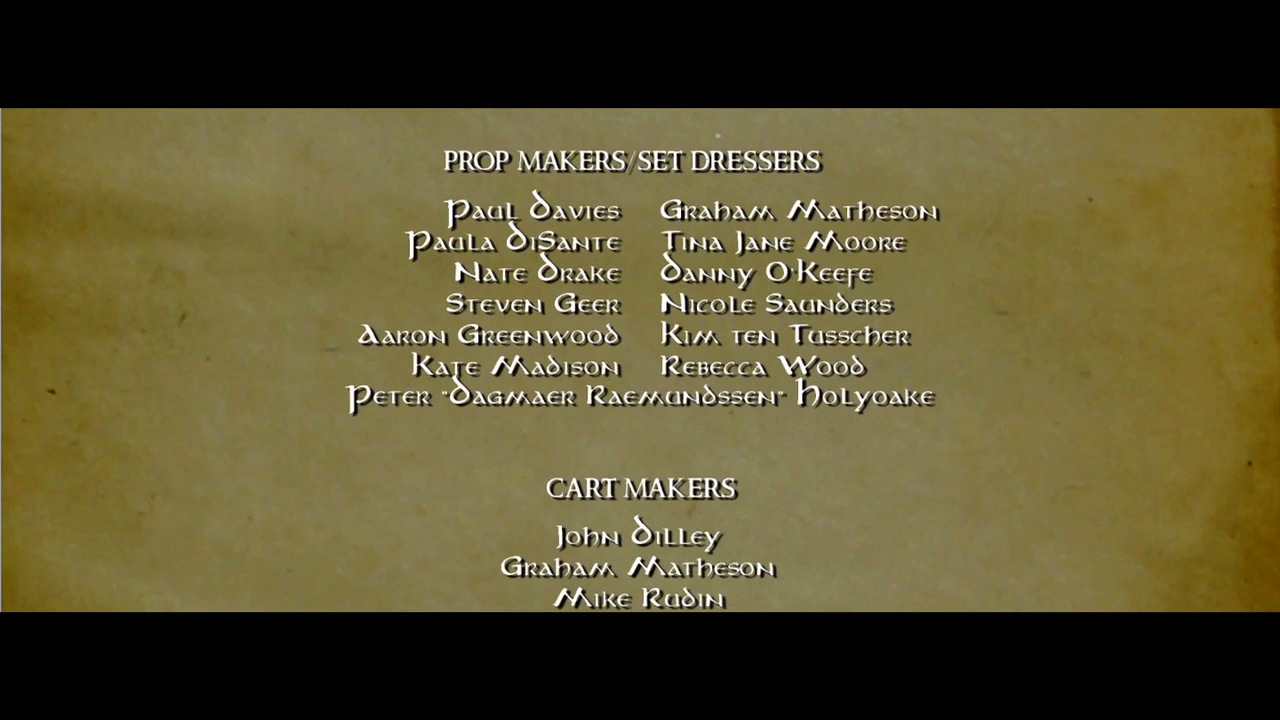 PROP MAKERS/SET DRESSERS
Paul Davies Graham Matheson
Paula DiSante Tina Jane Moore
Nate Drake Danny O'Keefe
Steven Geer Nicole Saunders
Aaron Greenwood Kim ten Tusscher
Kate Madison Rebecca Wood
Peter "Dagmaer Raemundssen" Holyoake
CART MAKERS
John Dilley
Graham Matheson
Mike Rudin